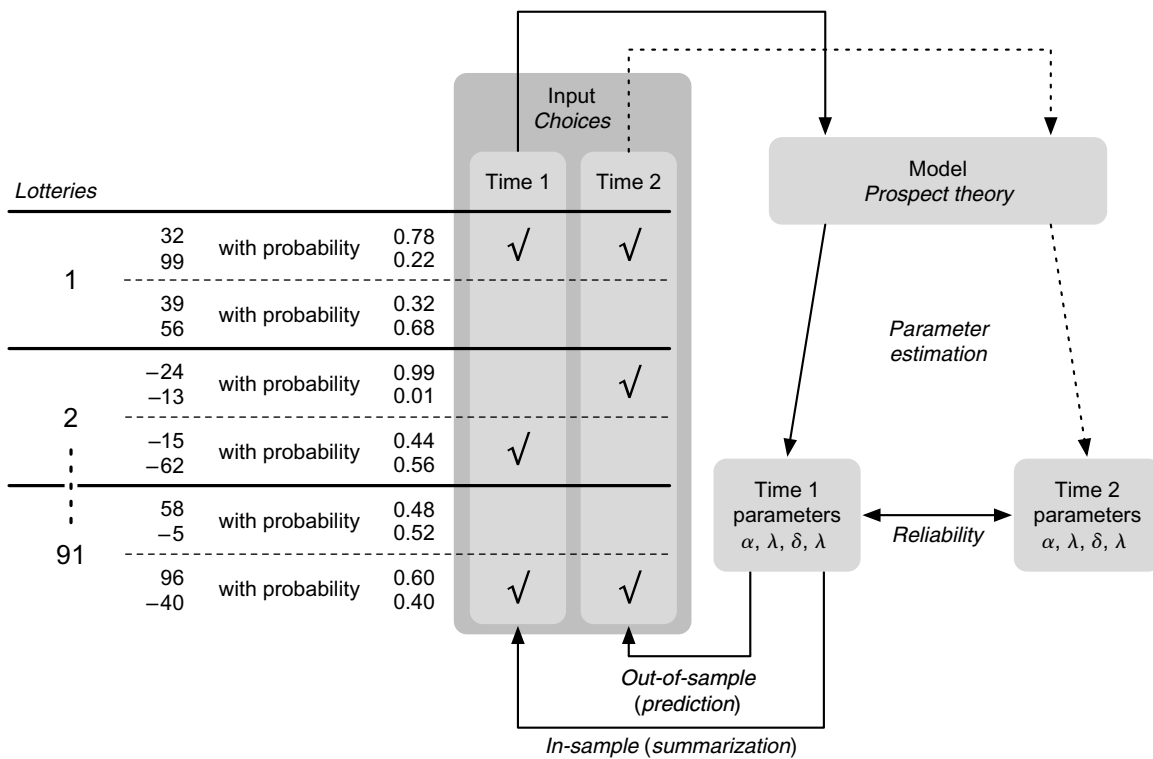 Input
Choices
Time 1
Time 2
Model
Prospect theory
Lotteries
1
32 with probability 0.78
99 0.22
39 with probability 0.32
56 0.68
2
–24 with probability 0.99
–13 0.01
–15 with probability 0.44
–62 0.56
91
58 with probability 0.48
–5 0.52
96 with probability 0.60
–40 0.40
Parameter
estimation
Time 1
parameters
α, λ, δ, λ
Reliability
Time 2
parameters
α, λ, δ, λ
Out-of-sample
(prediction)
In-sample (summarization)